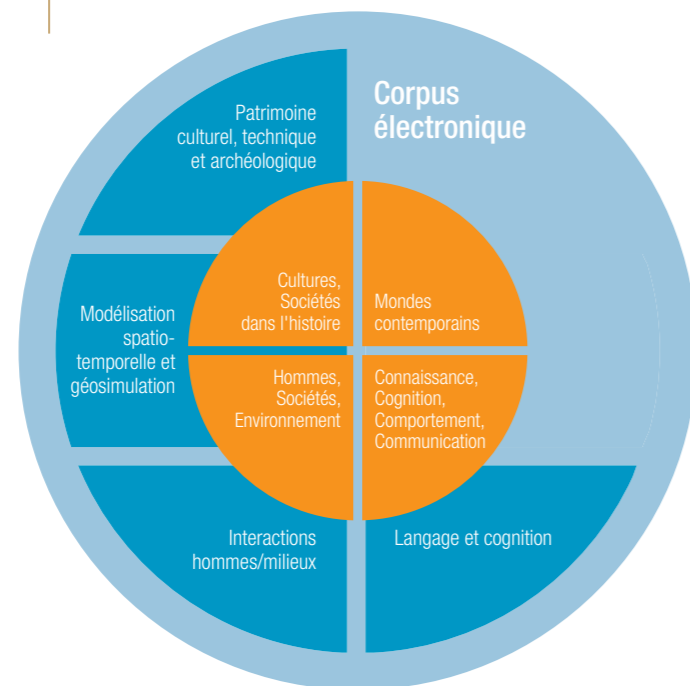 Patrimoine
culturel, technique
et archéologique
Corpus
électronique
Cultures,
Sociétés
dans l'histoire
Mondes
contemporains
Modélisation
spatio-
temporelle et
géosimulation
Hommes,
Sociétés,
Environnement
Connaissance,
Cognition,
Comportement,
Communication
Interactions
hommes/milieux
Langage et cognition